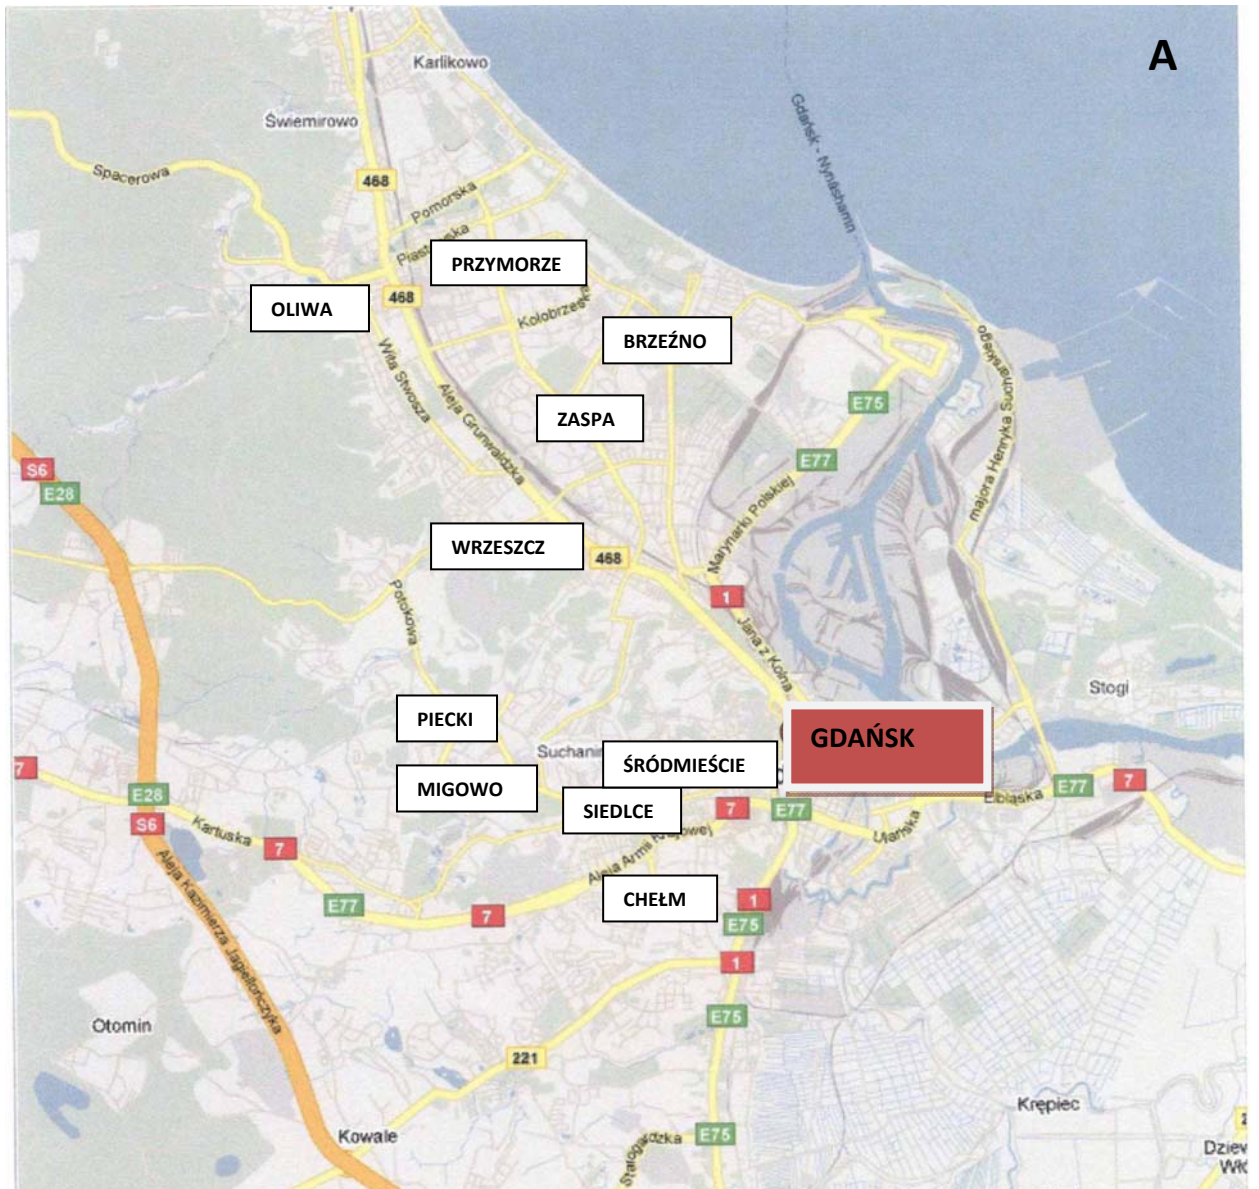 A
Karlikowo
Świemirowo
Gdańsk - Nynashamn
Spacerowa
468
Pomorska
PRZYMORZE
OLIWA
468
Kołobrzeska
BRZEŹNO
majora Henryka Sucharskiego
Wita Stwosza
Aleja Grunwaldzka
E75
ZASPA
E77
S6
E28
Marynarki Polskiej
WRZESZCZ
468
Potokowa
1
Jana z Kolna
Stogi
PIECKI
GDAŃSK
ŚRÓDMIEŚCIE
7
MIGOWO
E77
7
Elbląska
E28
SIEDLCE
7
E77
S6
Kartuska
Ułańska
7
Aleja Armii Krajowej
Aleja Kazimierza Jagiellończyka
CHEŁM
E77
7
1
E75
1
Otomin
E75
221
Krępiec
Kowale
Starogardzka
E75